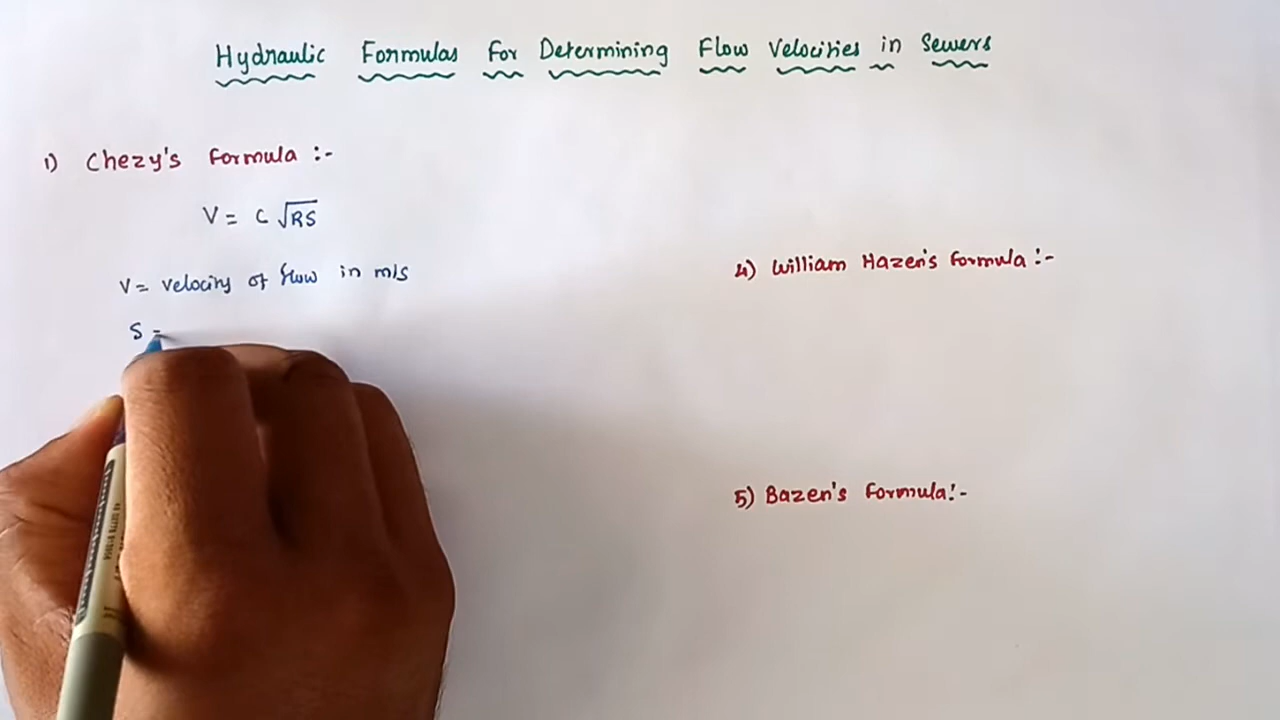 Hydraulic Formulas For Determining Flow Velocities in Sewers
1) Chezy's Formula :-
V = C √RS
V = velocity of flow in m/s
S =
4) William Hazen's Formula :-
5) Bazen's Formula :-